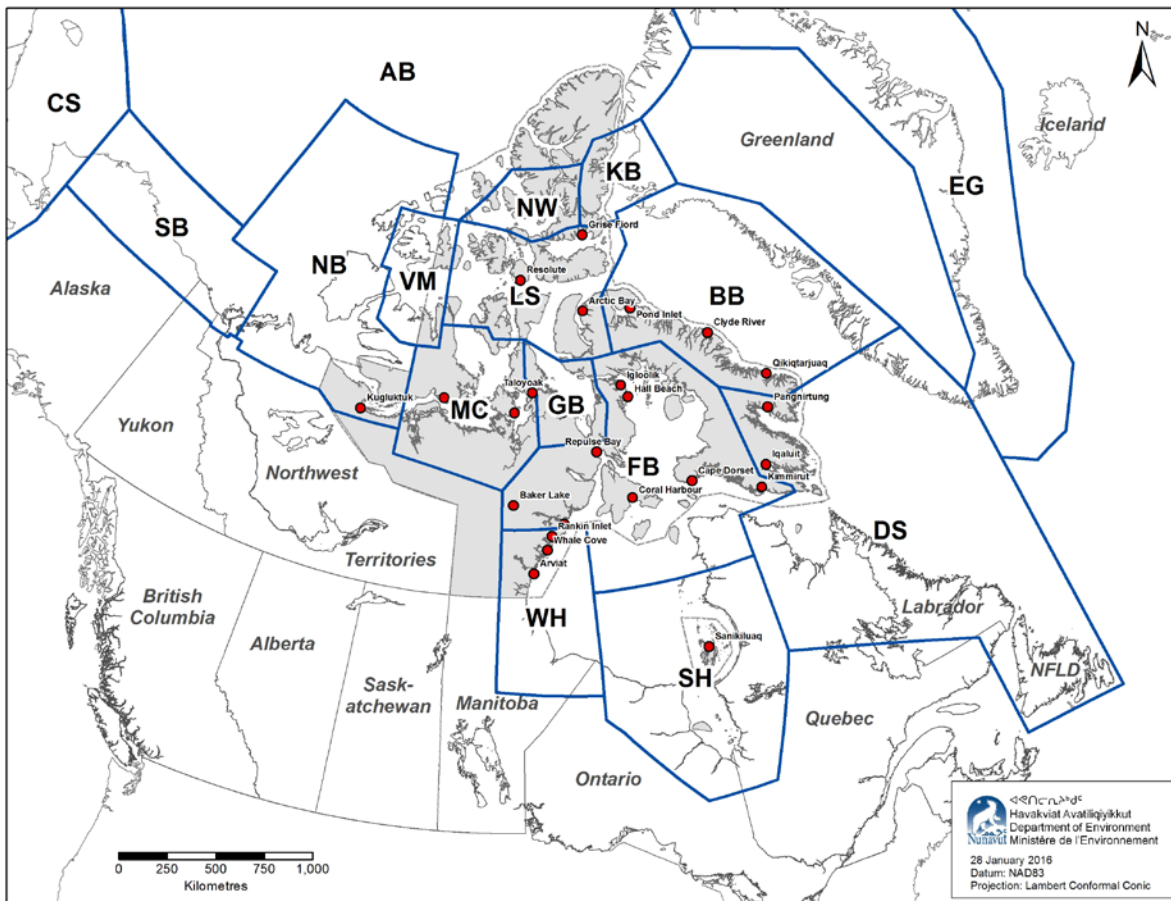 N
AB
CS
Greenland
Iceland
KB
EG
NW
SB
Grise Fiord
NB
VM
Resolute
Alaska
LS
BB
Arctic Bay
Pond Inlet
Clyde River
Qikiqtarjuaq
Igloolik
Taloyoak
Hall Beach
Kugluktuk
MC
GB
Pangnirtung
Yukon
Repulse Bay
Northwest
FB
Iqaluit
Cape Dorset
Kimmirut
Baker Lake
Coral Harbour
Rankin Inlet
Whale Cove
DS
Territories
Arviat
British
Columbia
WH
Labrador
Alberta
Sanikiluaq
NFLD
SH
Sask-
atchewan
Manitoba
Quebec
Ontario
Nunavut
Havakviat Avatiliqiyikkut
Department of Environment
Ministère de l'Environnement
28 January 2016
Datum: NAD83
Projection: Lambert Conformal Conic
0 250 500 750 1,000
Kilometres